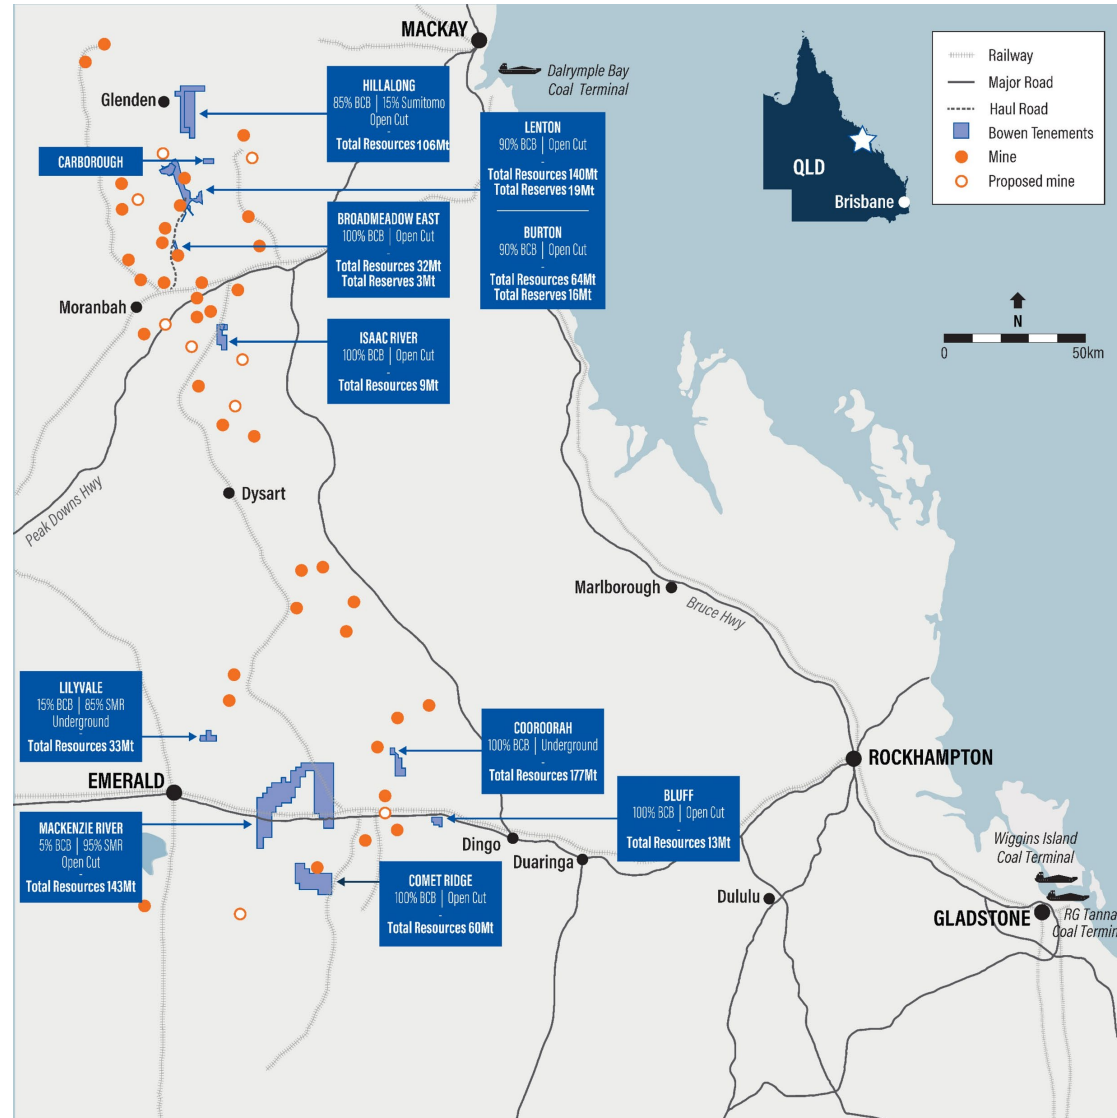 MACKAY
Dalrymple Bay
Coal Terminal
Glenden
HILLALONG
85% BCB | 15% Sumitomo
Open Cut
-
Total Resources 106Mt
CARBOROUGH
LENTON
90% BCB | Open Cut
-
Total Resources 140Mt
Total Reserves 19Mt
BURTON
90% BCB | Open Cut
-
Total Resources 64Mt
Total Reserves 16Mt
BROADMEADOW EAST
100% BCB | Open Cut
-
Total Resources 32Mt
Total Reserves 3Mt
Moranbah
ISAAC RIVER
100% BCB | Open Cut
-
Total Resources 9Mt
QLD
Brisbane
Railway
Major Road
Haul Road
Bowen Tenements
Mine
Proposed mine
N
0 50km
Peak Downs Hwy
Dysart
Marlborough
Bruce Hwy
LILYVALE
15% BCB | 85% SMR
Underground
-
Total Resources 33Mt
COOROORAH
100% BCB | Underground
-
Total Resources 177Mt
ROCKHAMPTON
EMERALD
MACKENZIE RIVER
5% BCB | 95% SMR
Open Cut
-
Total Resources 143Mt
BLUFF
100% BCB | Open Cut
-
Total Resources 13Mt
Dingo
Duaringa
COMET RIDGE
100% BCB | Open Cut
-
Total Resources 60Mt
Dululu
Wiggins Island
Coal Terminal
GLADSTONE
RG Tanna
Coal Termin